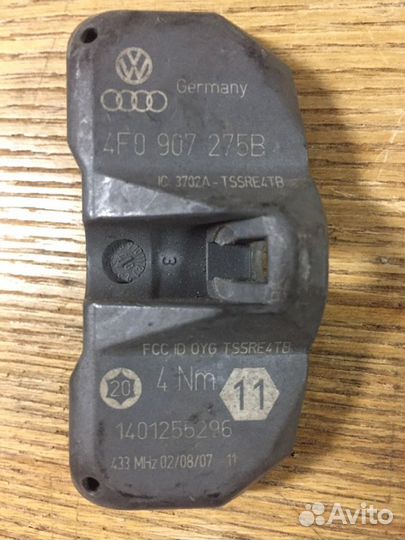 Germany
4F0 907 275B
IC 3702A-TSSRE4TB
3
FCC ID OYG TSSRE4TB
20 4 Nm 11
1401255296
433 MHz 02/08/07 11
Avito